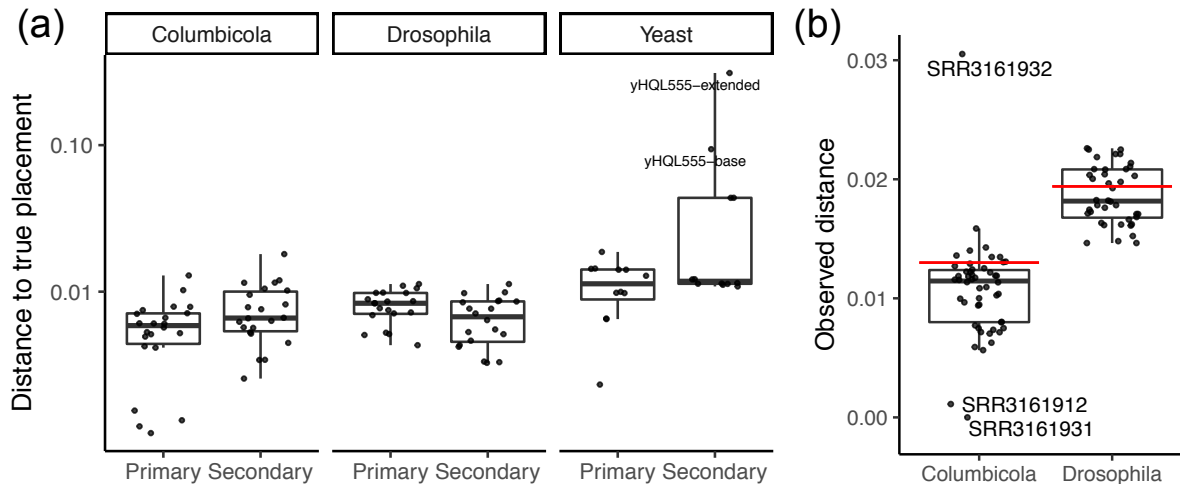 (a)
Columbicola Drosophila Yeast
Distance to true placement
0.10
0.01
yHQL555−extended
yHQL555−base
Primary Secondary Primary Secondary Primary Secondary
(b)
Observed distance
0.03
0.02
0.01
0.00
SRR3161932
SRR3161912
SRR3161931
Columbicola Drosophila